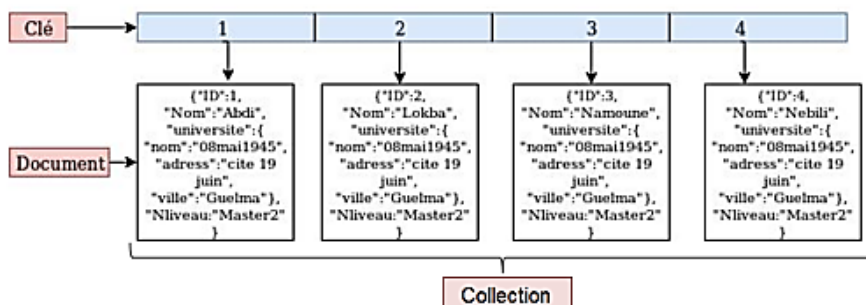 Clé
1
2
3
4
Document
{"ID":1,
"Nom":"Abdi",
"universite":{
"nom":"08mai1945",
"adress":"cite 19
juin",
"ville":"Guelma"},
"Nliveau:"Master2"
}
{"ID":2,
"Nom":"Lokba",
"universite":{
"nom":"08mai1945",
"adress":"cite 19
juin",
"ville":"Guelma"},
"Nliveau:"Master2"
}
{"ID":3,
"Nom":"Namoune",
"universite":{
"nom":"08mai1945",
"adress":"cite 19
juin",
"ville":"Guelma"},
"Nliveau:"Master2"
}
{"ID":4,
"Nom":"Nebili",
"universite":{
"nom":"08mai1945",
"adress":"cite 19
juin",
"ville":"Guelma"},
"Nliveau:"Master2"
}
Collection